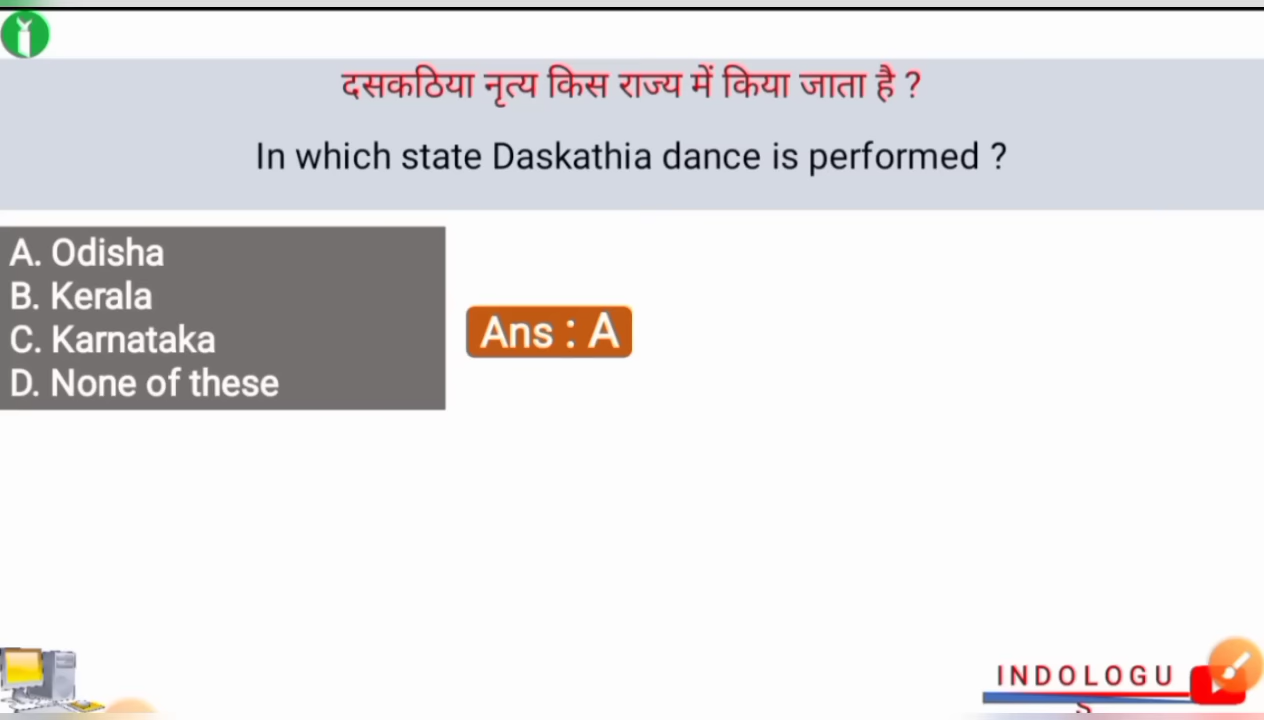 दसकठिया नृत्य किस राज्य में किया जाता है ?
In which state Daskathia dance is performed ?
A. Odisha
B. Kerala
C. Karnataka
D. None of these
Ans : A
INDOLOGU
S